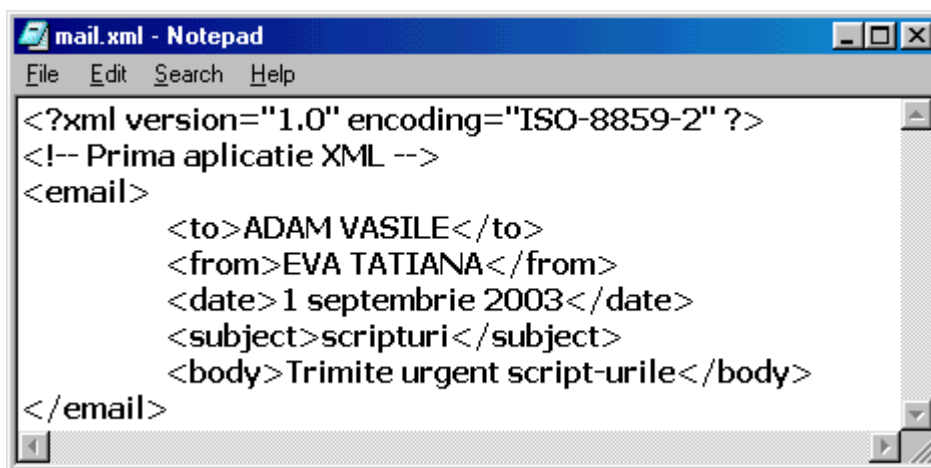 mail.xml - Notepad
File Edit Search Help
<?xml version="1.0" encoding="ISO-8859-2" ?>
<!-- Prima aplicatie XML -->
<email>
<to>ADAM VASILE</to>
<from>EVA TATIANA</from>
<date>1 septembrie 2003</date>
<subject>scripturi</subject>
<body>Trimite urgent script-urile</body>
</email>